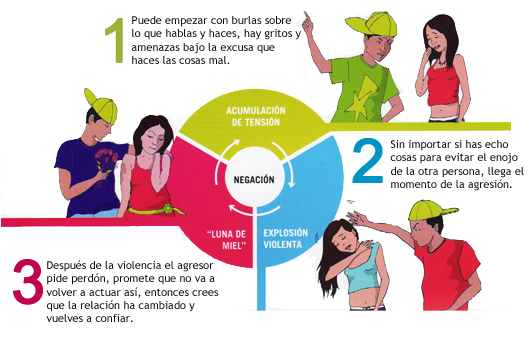 1
Puede empezar con burlas sobre
lo que hablas y haces, hay gritos y
amenazas bajo la excusa que
haces las cosas mal.
ACUMULACIÓN
DE TENSIÓN
2
Sin importar si has echo
cosas para evitar el enojo
de la otra persona, llega el
momento de la agresión.
NEGACIÓN
"LUNA DE
MIEL"
EXPLOSIÓN
VIOLENTA
3
Después de la violencia el agresor
pide perdón, promete que no va a
volver a actuar así, entonces crees
que la relación ha cambiado y
vuelves a confiar.